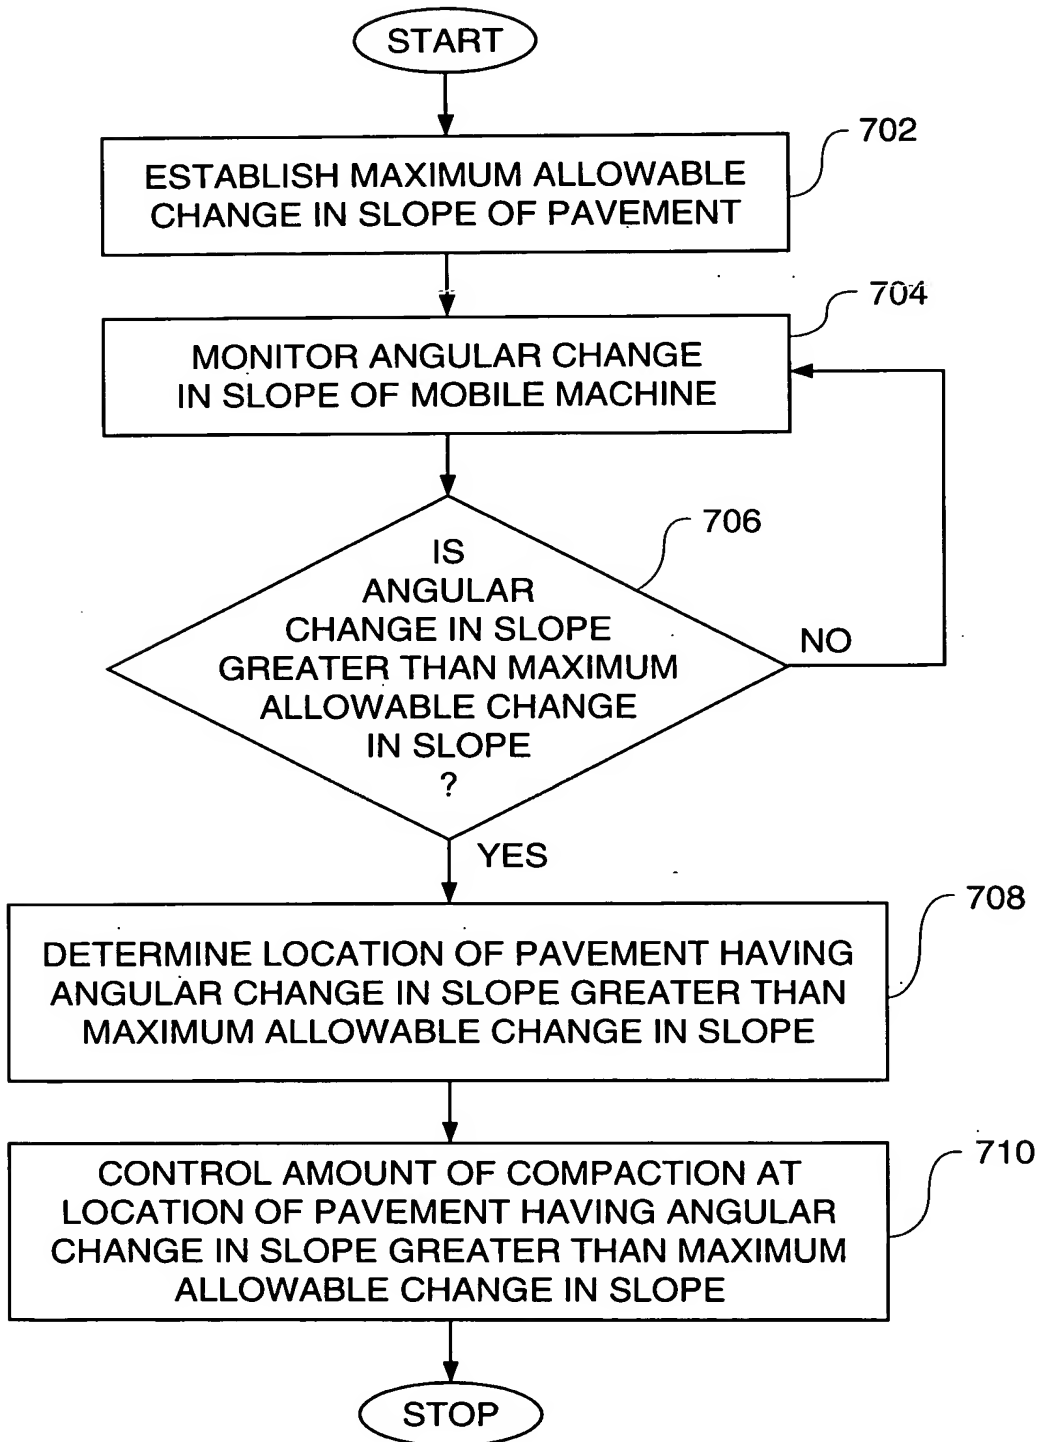 START
702
ESTABLISH MAXIMUM ALLOWABLE
CHANGE IN SLOPE OF PAVEMENT
704
MONITOR ANGULAR CHANGE
IN SLOPE OF MOBILE MACHINE
706
IS
ANGULAR
CHANGE IN SLOPE
GREATER THAN MAXIMUM
ALLOWABLE CHANGE
IN SLOPE
?
NO
YES
708
DETERMINE LOCATION OF PAVEMENT HAVING
ANGULAR CHANGE IN SLOPE GREATER THAN
MAXIMUM ALLOWABLE CHANGE IN SLOPE
710
CONTROL AMOUNT OF COMPACTION AT
LOCATION OF PAVEMENT HAVING ANGULAR
CHANGE IN SLOPE GREATER THAN MAXIMUM
ALLOWABLE CHANGE IN SLOPE
STOP